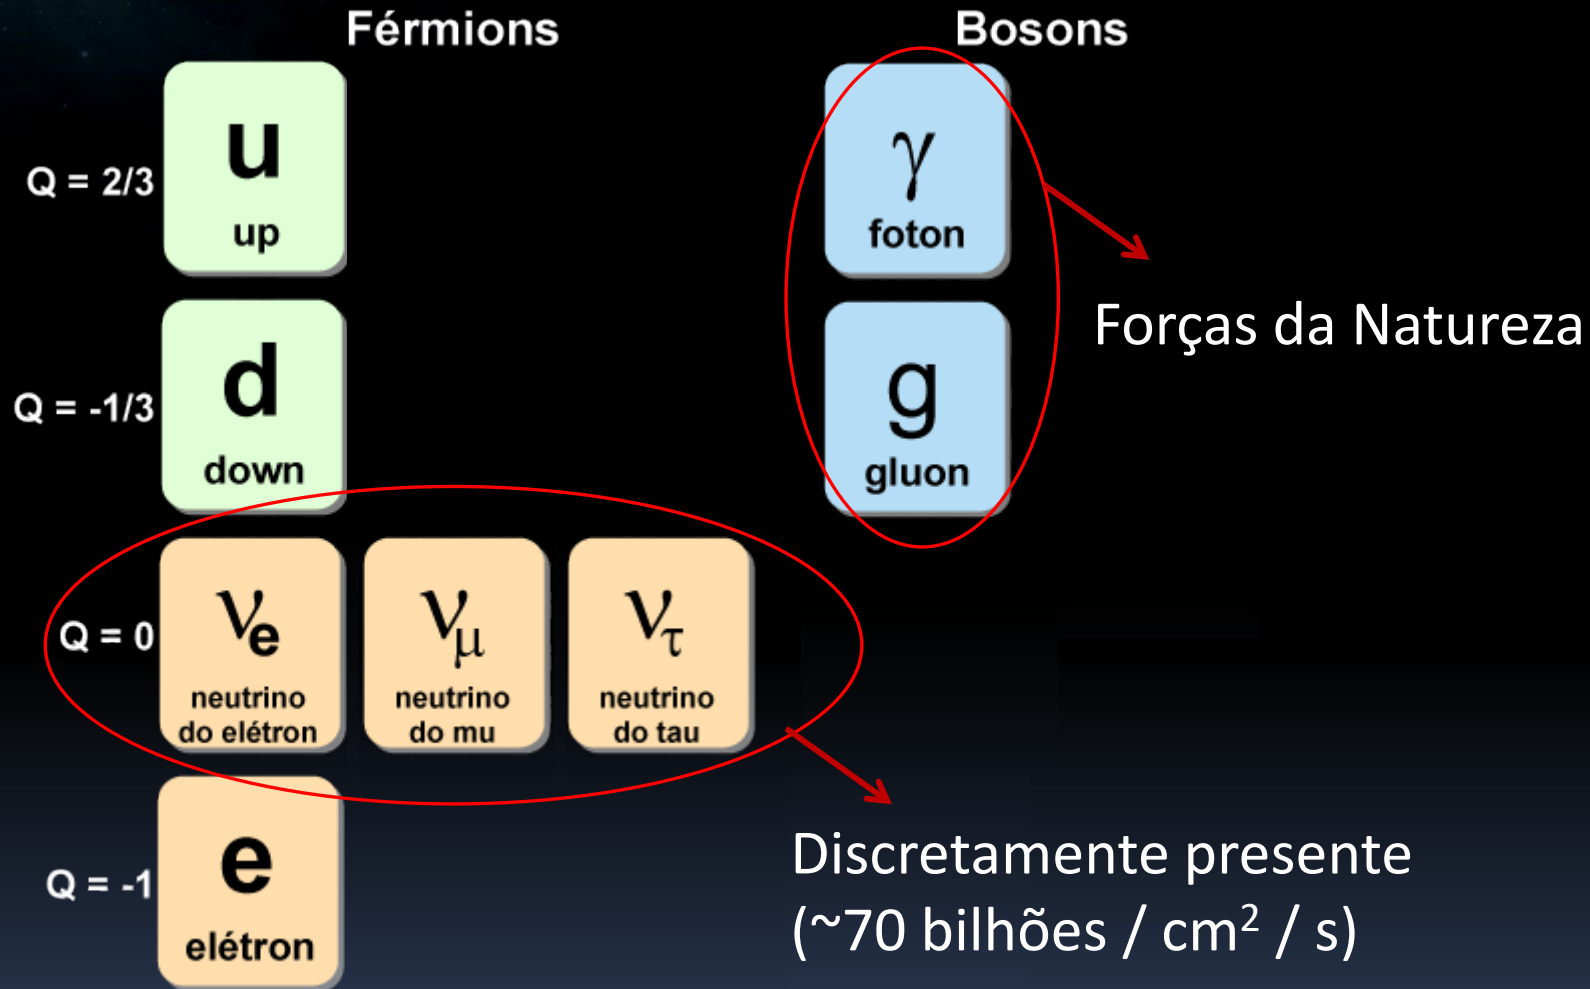 Férmions
Bosons
Q = 2/3
u
up
γ
foton
Forças da Natureza
Q = -1/3
d
down
g
gluon
Q = 0
νe
neutrino
do elétron
νμ
neutrino
do mu
ντ
neutrino
do tau
Q = -1
e
elétron
Discretamente presente
(~70 bilhões / cm² / s)